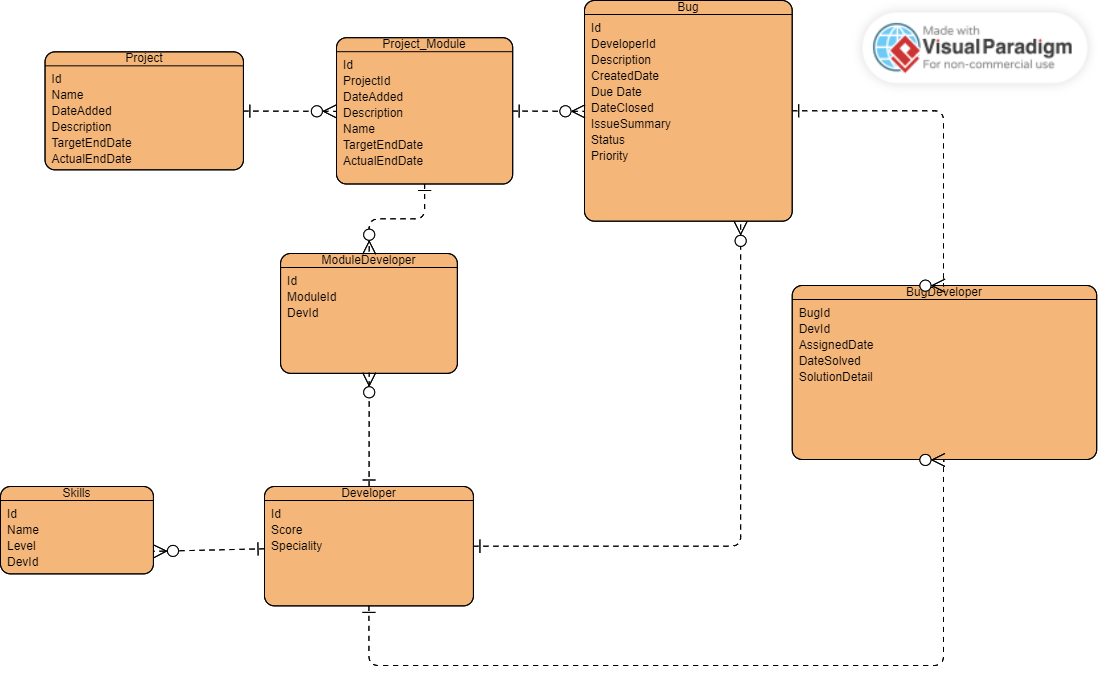 Project
Id
Name
DateAdded
Description
TargetEndDate
ActualEndDate
Project_Module
Id
ProjectId
DateAdded
Description
Name
TargetEndDate
ActualEndDate
Bug
Id
DeveloperId
Description
CreatedDate
Due Date
DateClosed
IssueSummary
Status
Priority
Made with
VisualParadigm
For non-commercial use
ModuleDeveloper
Id
ModuleId
DevId
BugDeveloper
BugId
DevId
AssignedDate
DateSolved
SolutionDetail
Skills
Id
Name
Level
DevId
Developer
Id
Score
Speciality